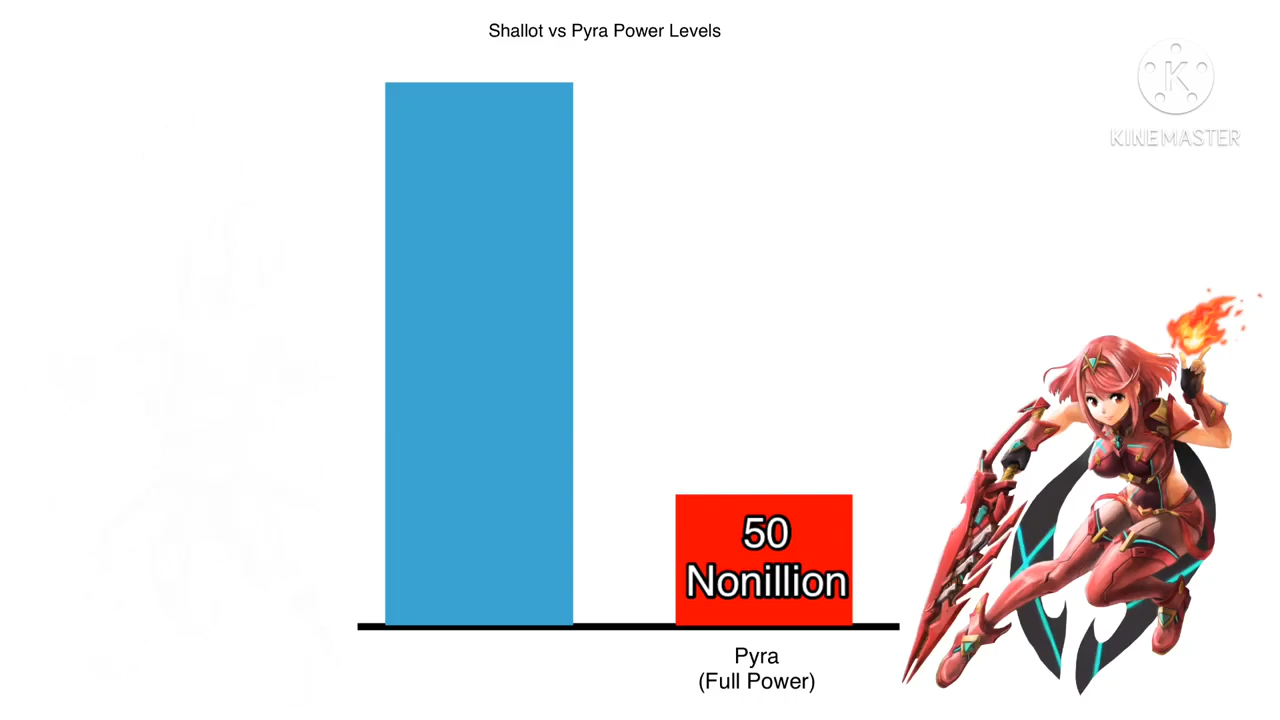 Shallot vs Pyra Power Levels
K
KINEMASTER
50
Nonillion
Pyra
(Full Power)